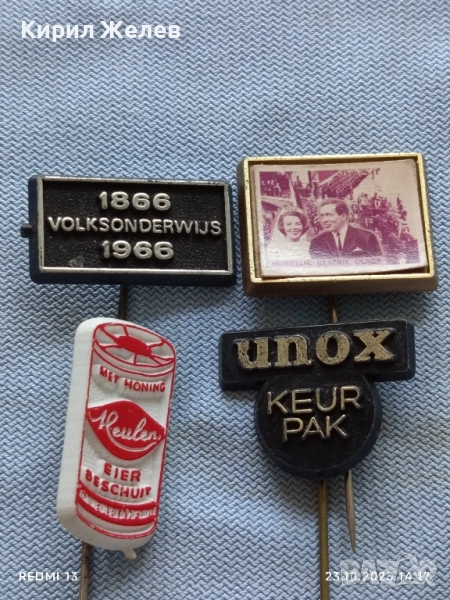 Кирил Желев
1866
VOLKSONDERWIJS
1966
unox
KEUR
PAK
MET HONING
Heulen
EIER
BESCHUIT
REDMI 13
23.10.2025 14:17